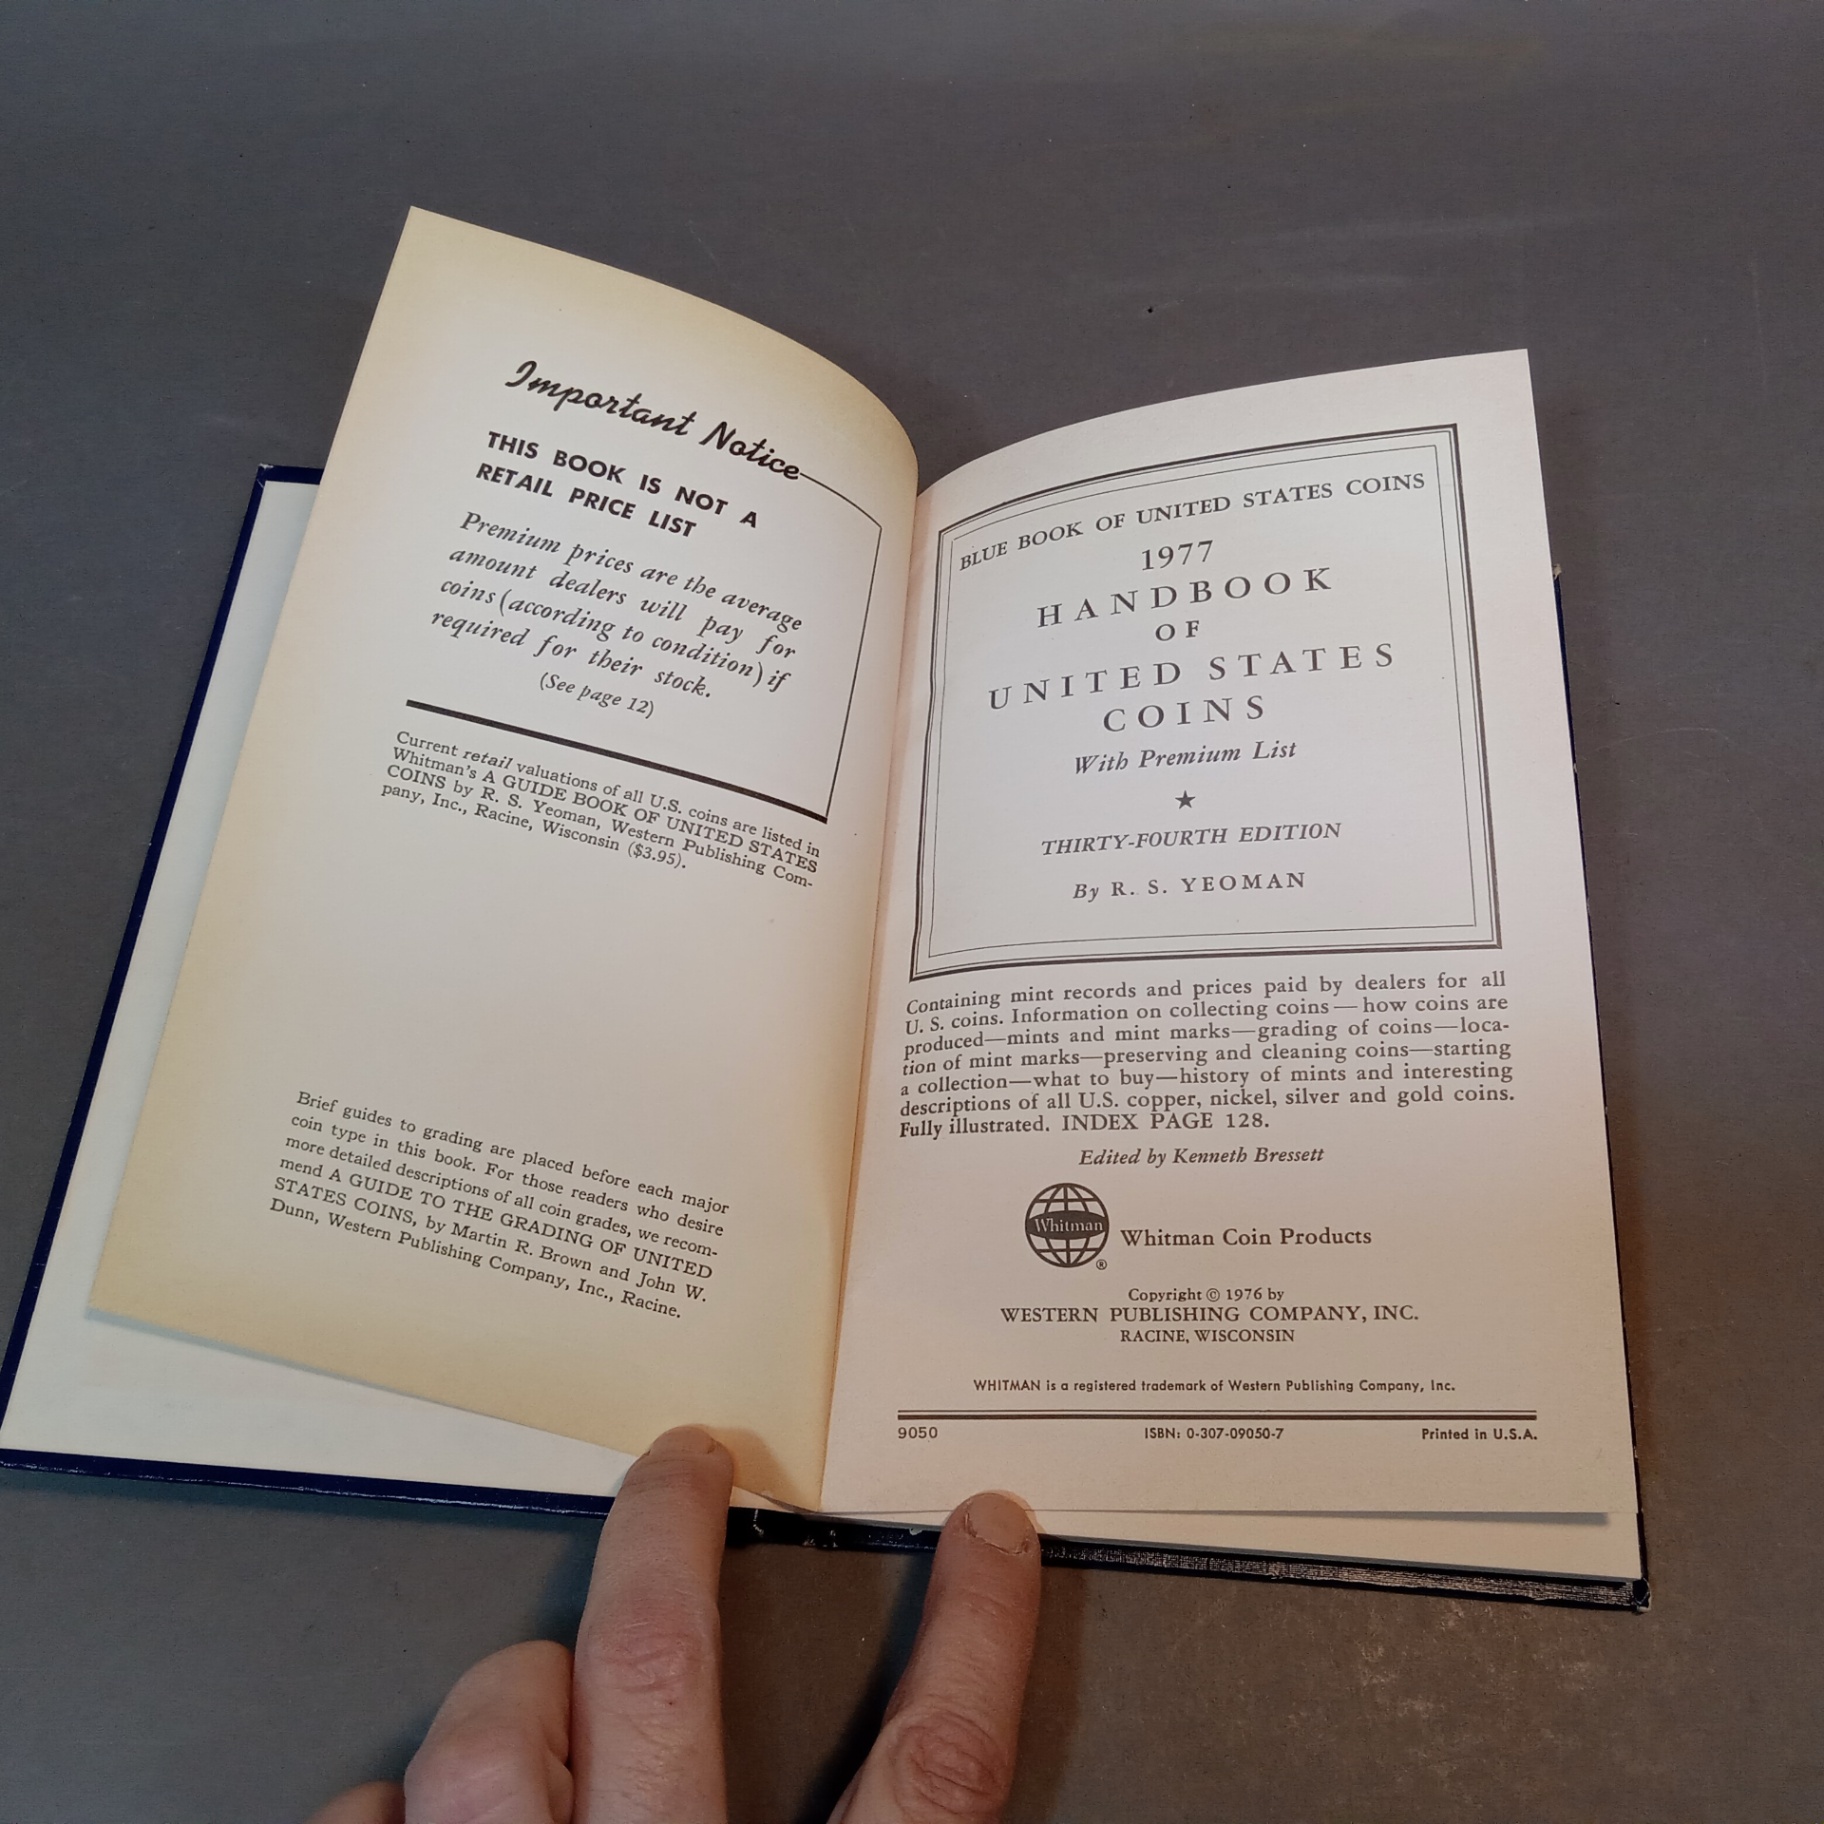 Important Notice
THIS BOOK IS NOT A
RETAIL PRICE LIST
Premium prices are the average
amount dealers will pay for
coins (according to condition) if
required for their stock.
(See page 12)
Current retail valuations of all U.S. coins are listed in
Whitman's A GUIDE BOOK OF UNITED STATES
COINS by R. S. Yeoman, Western Publishing Com-
pany, Inc., Racine, Wisconsin ($3.95).
Brief guides to grading are placed before each major
coin type in this book. For those readers who desire
more detailed descriptions of all coin grades, we recom-
mend A GUIDE TO THE GRADING OF UNITED
STATES COINS, by Martin R. Brown and John W.
Dunn, Western Publishing Company, Inc., Racine.
BLUE BOOK OF UNITED STATES COINS
1977
HANDBOOK
OF
UNITED STATES
COINS
With Premium List
★
THIRTY-FOURTH EDITION
By R. S. YEOMAN
Containing mint records and prices paid by dealers for all
U. S. coins. Information on collecting coins—how coins are
produced—mints and mint marks—grading of coins—loca-
tion of mint marks—preserving and cleaning coins—starting
a collection—what to buy—history of mints and interesting
descriptions of all U.S. copper, nickel, silver and gold coins.
Fully illustrated. INDEX PAGE 128.
Edited by Kenneth Bressett
Whitman ® Whitman Coin Products
Copyright © 1976 by
WESTERN PUBLISHING COMPANY, INC.
RACINE, WISCONSIN
WHITMAN is a registered trademark of Western Publishing Company, Inc.
9050 ISBN: 0-307-09050-7 Printed in U.S.A.